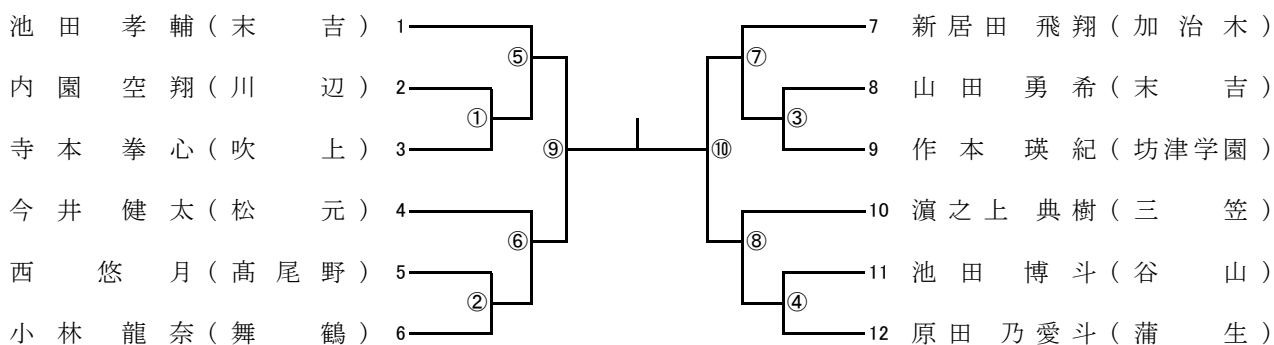 池田 孝輔(末吉) 1
内園 空翔(川辺) 2
寺本 拳心(吹上) 3
今井 健太(松元) 4
西 悠月(髙尾野) 5
小林 龍奈(舞鶴) 6
⑤
①
⑨
⑥
②
7 新居田 飛翔(加治木)
8 山田 勇希(末吉)
9 作本 瑛紀(坊津学園)
10 濵之上 典樹(三笠)
11 池田 博斗(谷山)
12 原田 乃愛斗(蒲生)
⑦
③
⑩
⑧
④